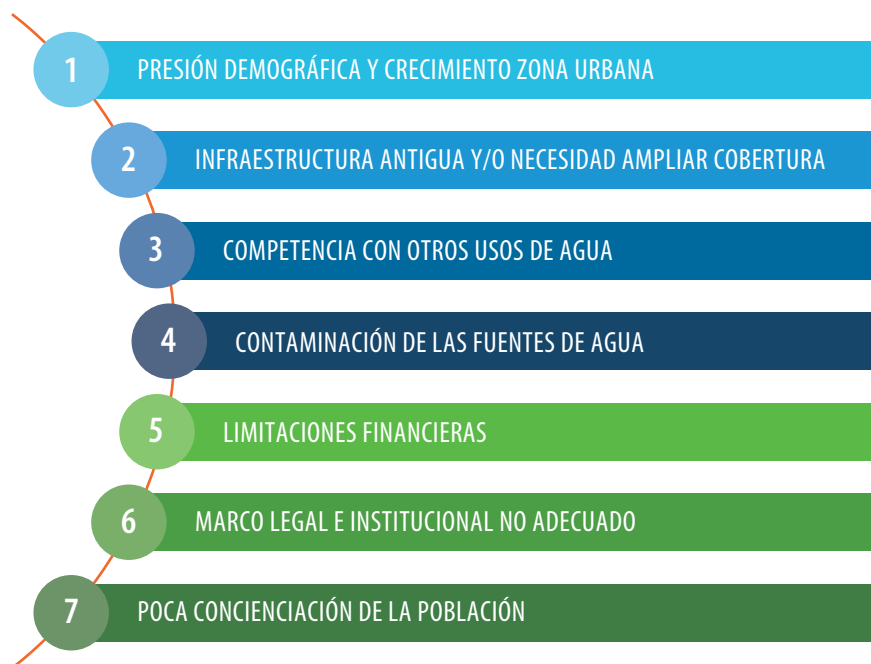 1 PRESIÓN DEMOGRÁFICA Y CRECIMIENTO ZONA URBANA
2 INFRAESTRUCTURA ANTIGUA Y/O NECESIDAD AMPLIAR COBERTURA
3 COMPETENCIA CON OTROS USOS DE AGUA
4 CONTAMINACIÓN DE LAS FUENTES DE AGUA
5 LIMITACIONES FINANCIERAS
6 MARCO LEGAL E INSTITUCIONAL NO ADECUADO
7 POCA CONCIENCIACIÓN DE LA POBLACIÓN